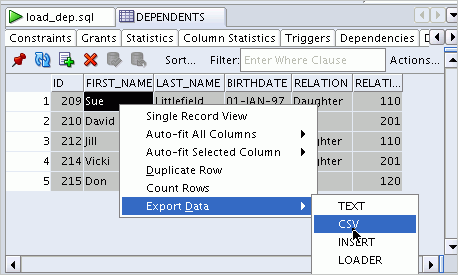 load_dep.sql DEPENDENTS
Constraints Grants Statistics Column Statistics Triggers Dependencies
Sort... Filter: Enter Where Clause Actions...
ID FIRST_NAME LAST_NAME BIRTHDATE RELATION RELATI...
1 209 Sue Littlefield 01-JAN-97 Daughter 110
2 210 David 201
3 212 Jill ghter 110
4 214 Vicki ghter 201
5 215 Don 120
Single Record View
Auto-fit All Columns
Auto-fit Selected Column
Duplicate Row
Count Rows
Export Data
TEXT
CSV
INSERT
LOADER